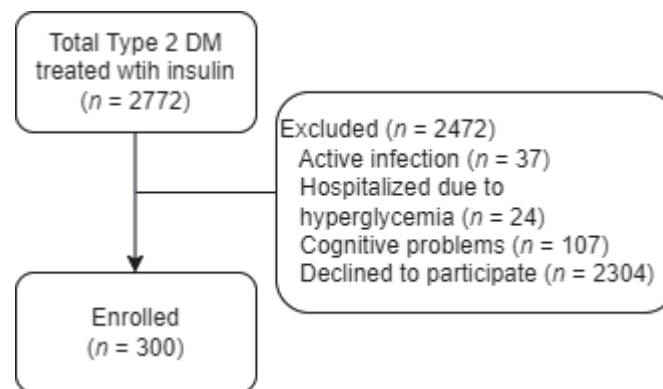 Total Type 2 DM
treated wtih insulin
(n = 2772)
Excluded (n = 2472)
Active infection (n = 37)
Hospitalized due to
hyperglycemia (n = 24)
Cognitive problems (n = 107)
Declined to participate (n = 2304)
Enrolled
(n = 300)